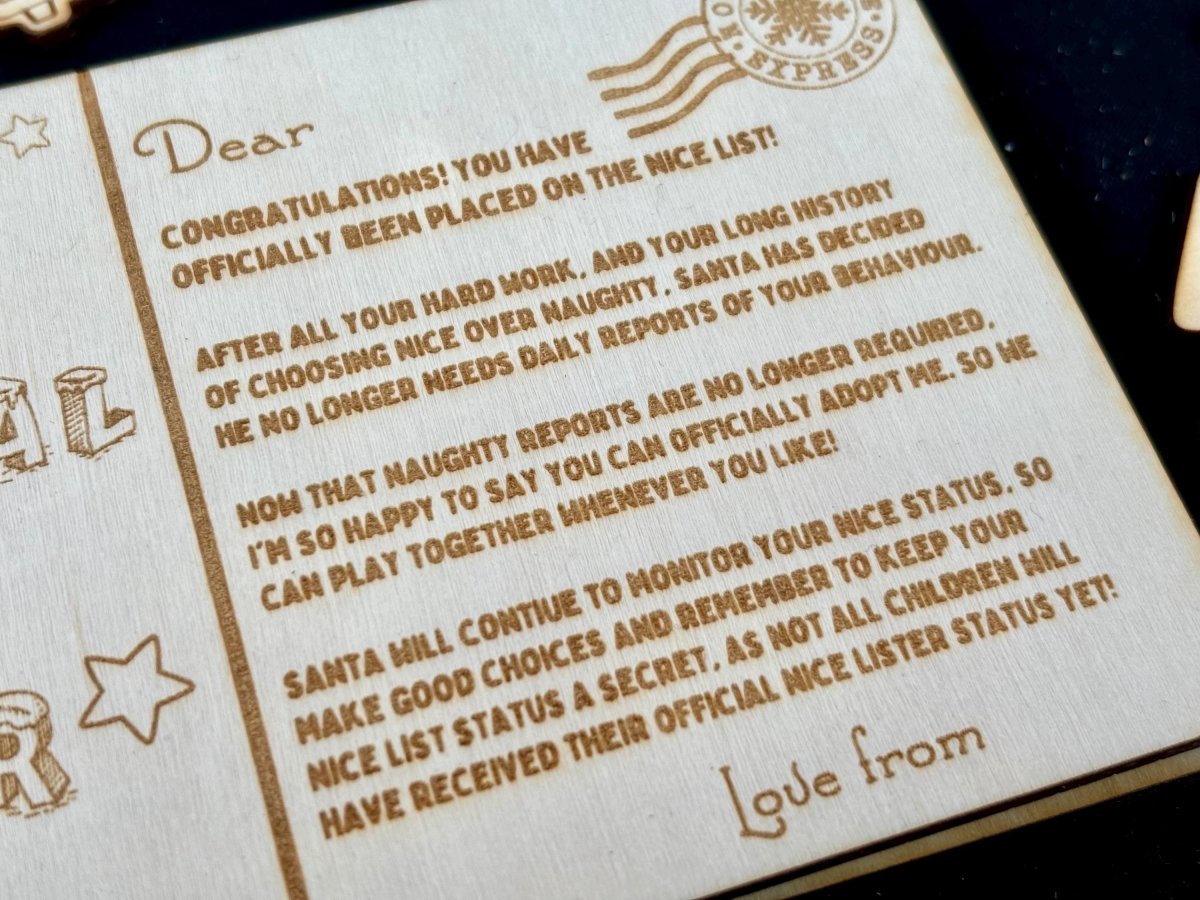 OK • EXPRESS • S
Dear
CONGRATULATIONS! YOU HAVE
OFFICIALLY BEEN PLACED ON THE NICE LIST!
AFTER ALL YOUR HARD WORK, AND YOUR LONG HISTORY
OF CHOOSING NICE OVER NAUGHTY, SANTA HAS DECIDED
HE NO LONGER NEEDS DAILY REPORTS OF YOUR BEHAVIOUR.
NOW THAT NAUGHTY REPORTS ARE NO LONGER REQUIRED,
I'M SO HAPPY TO SAY YOU CAN OFFICIALLY ADOPT ME. SO WE
CAN PLAY TOGETHER WHENEVER YOU LIKE!
SANTA WILL CONTIUE TO MONITOR YOUR NICE STATUS, SO
MAKE GOOD CHOICES AND REMEMBER TO KEEP YOUR
NICE LIST STATUS A SECRET, AS NOT ALL CHILDREN WILL
HAVE RECEIVED THEIR OFFICIAL NICE LISTER STATUS YET!
Love from
AL
R